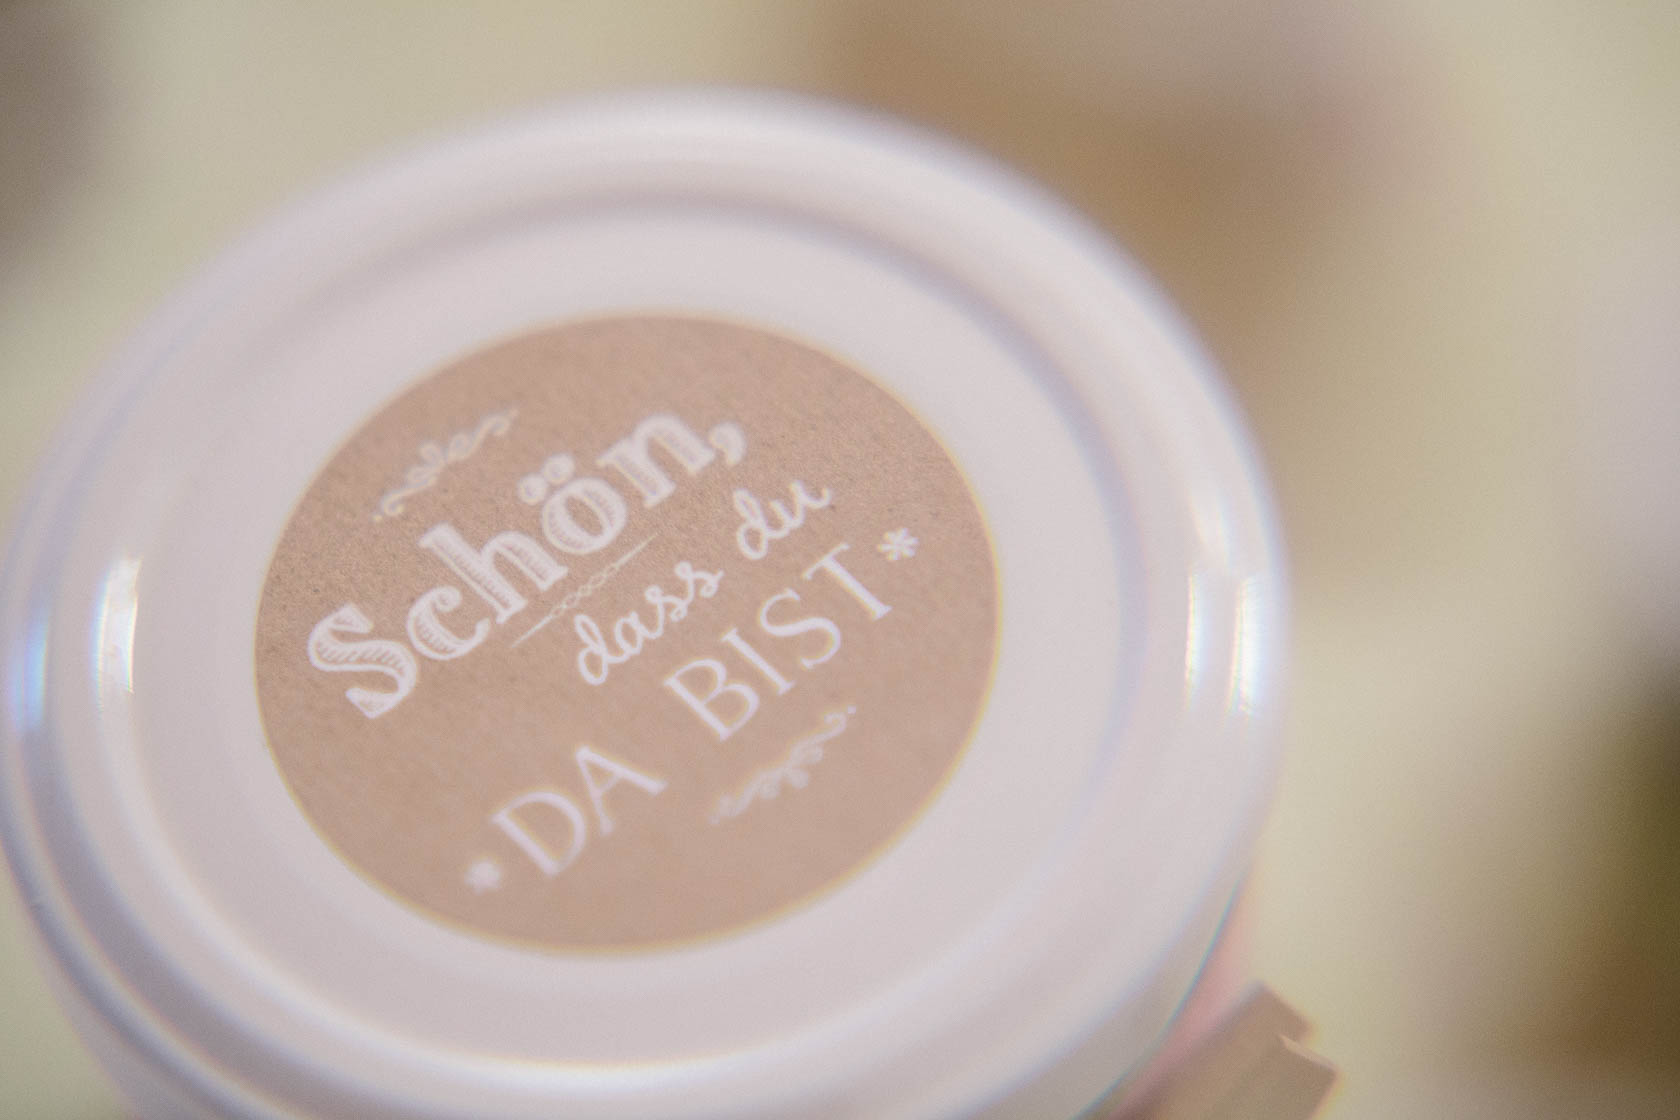 Schön,
dass du
*DA BIST*